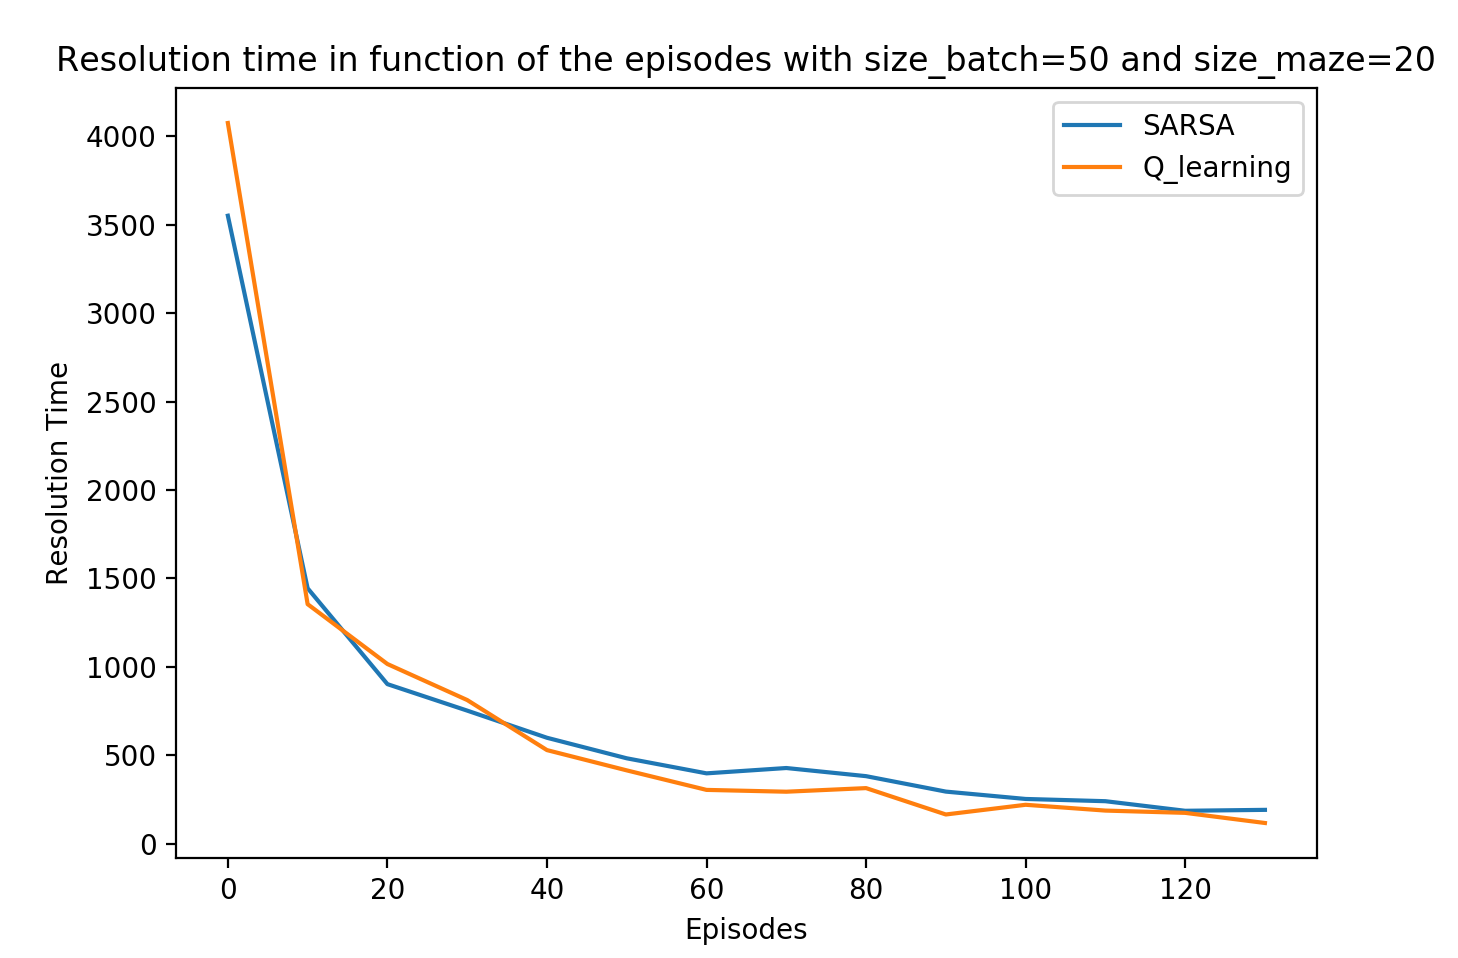 Resolution time in function of the episodes with size_batch=50 and size_maze=20
SARSA
Q_learning
4000
3500
3000
2500
2000
1500
1000
500
0
Resolution Time
0 20 40 60 80 100 120
Episodes